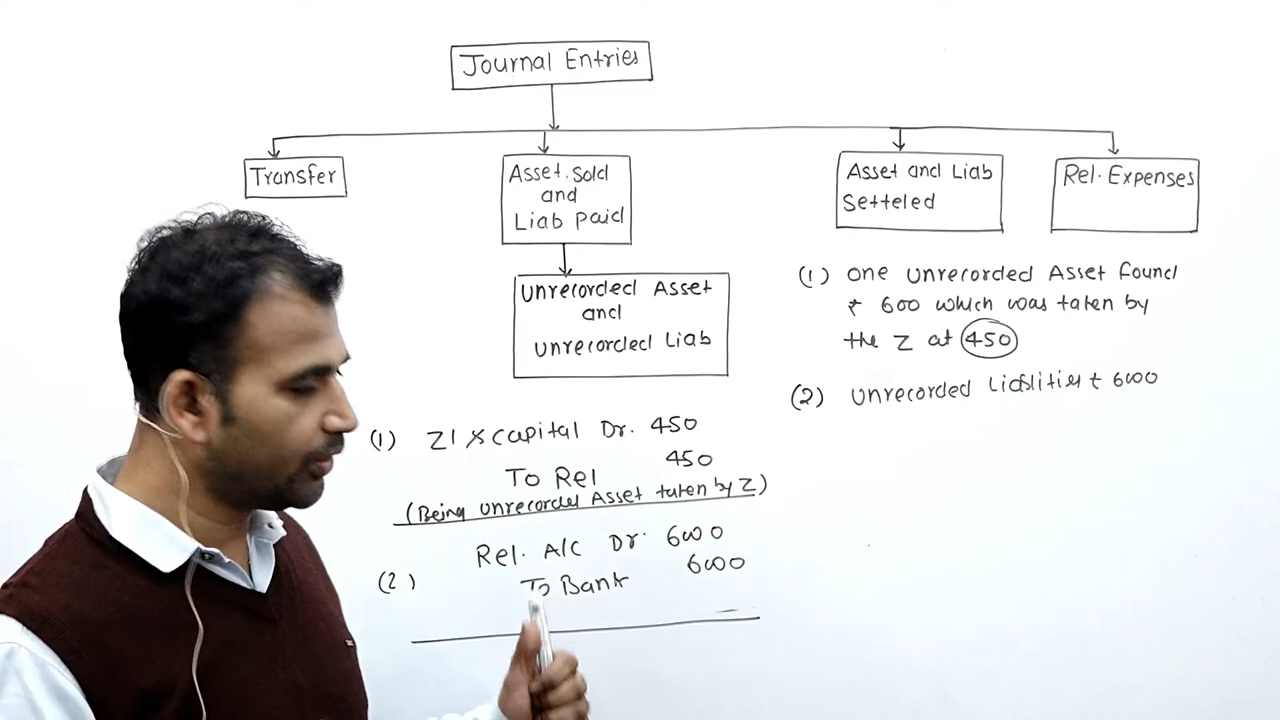 Journal Entries
Transfer
Asset. Sold
and
Liab paid
Asset and Liab
Setteled
Rel. Expenses
Unrecorded Asset
and
unrecorded Liab
(1) One unrecorded Asset found
₹ 600 which was taken by
the Z at 450
(2) unrecorded Liabilities ₹ 6000
(1) Capital Dr. 450
To Rel 450
(Being unrecorded Asset taken by Z)
(2) Rel. A/C Dr. 6000
To Bank 6000